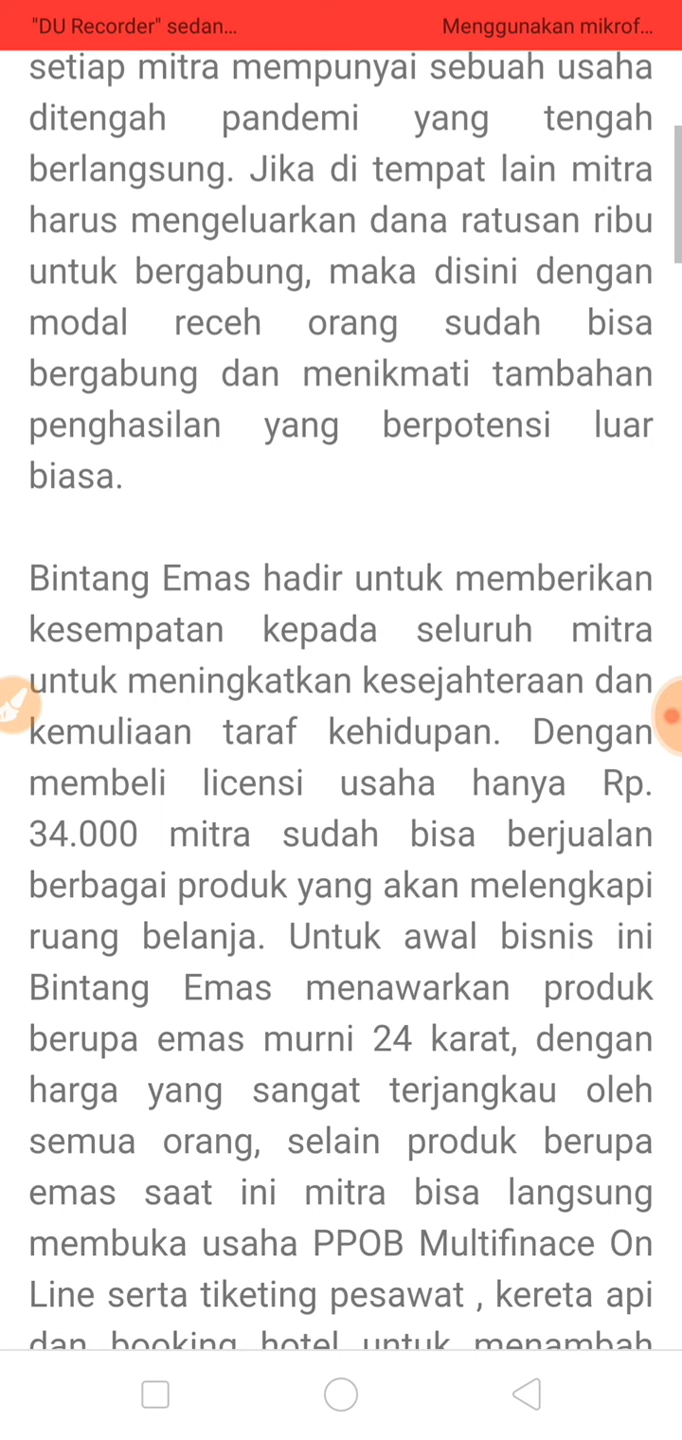 "DU Recorder" sedan...
Menggunakan mikrof...
setiap mitra mempunyai sebuah usaha
ditengah pandemi yang tengah
berlangsung. Jika di tempat lain mitra
harus mengeluarkan dana ratusan ribu
untuk bergabung, maka disini dengan
modal receh orang sudah bisa
bergabung dan menikmati tambahan
penghasilan yang berpotensi luar
biasa.
Bintang Emas hadir untuk memberikan
kesempatan kepada seluruh mitra
untuk meningkatkan kesejahteraan dan
kemuliaan taraf kehidupan. Dengan
membeli licensi usaha hanya Rp.
34.000 mitra sudah bisa berjualan
berbagai produk yang akan melengkapi
ruang belanja. Untuk awal bisnis ini
Bintang Emas menawarkan produk
berupa emas murni 24 karat, dengan
harga yang sangat terjangkau oleh
semua orang, selain produk berupa
emas saat ini mitra bisa langsung
membuka usaha PPOB Multifinace On
Line serta tiketing pesawat , kereta api
dan booking hotel untuk menambah